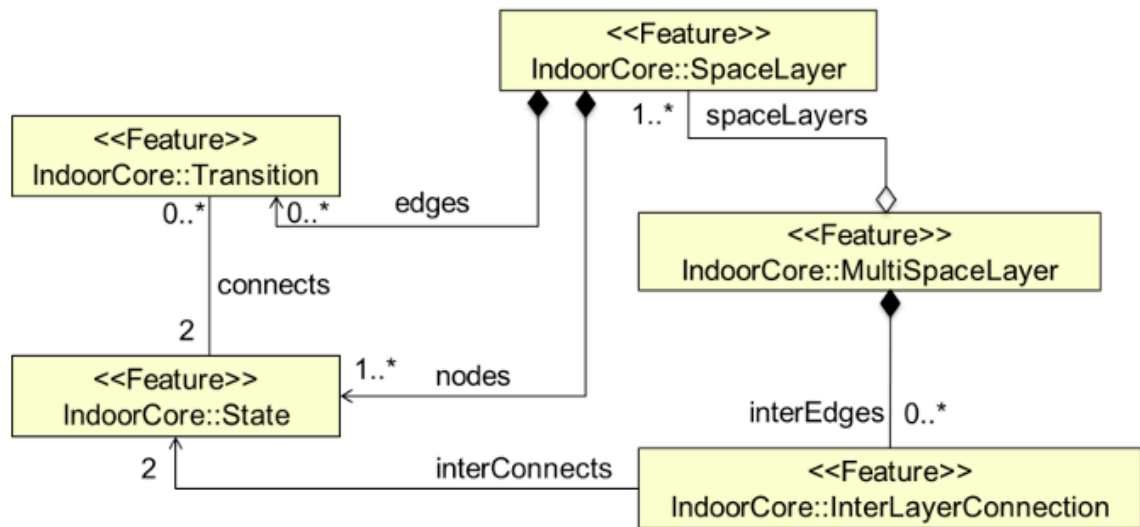 <<Feature>>
IndoorCore::SpaceLayer
1..*
spaceLayers
<<Feature>>
IndoorCore::Transition
0..*
0..*
edges
<<Feature>>
IndoorCore::MultiSpaceLayer
connects
2
<<Feature>>
IndoorCore::State
1..*
nodes
interEdges
0..*
2
interConnects
<<Feature>>
IndoorCore::InterLayerConnection